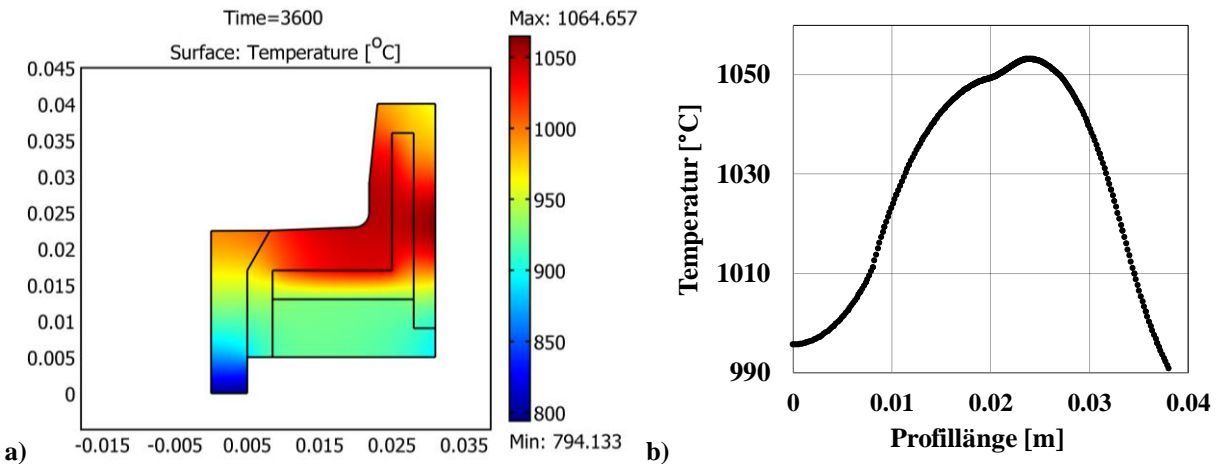 Time=3600
Max: 1064.657
Surface: Temperature [°C]
0.045
0.04
0.035
0.03
0.025
0.02
0.015
0.01
0.005
0
-0.015 -0.005 0.005 0.015 0.025 0.035
1050
1000
950
900
850
800
Min: 794.133
a)
Temperatur [°C]
1050
1030
1010
990
0 0.01 0.02 0.03 0.04
Profillänge [m]
b)